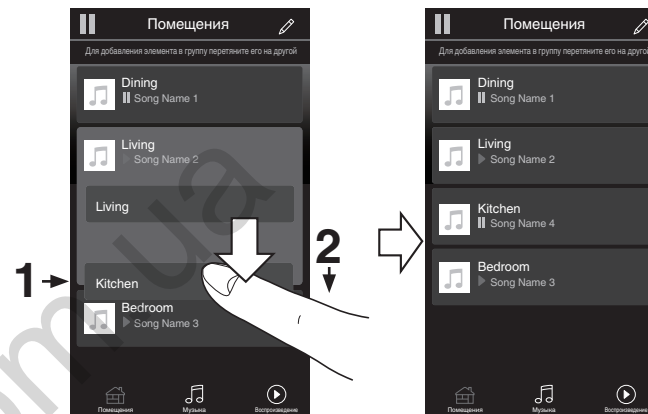 Помещения
Для добавления элемента в группу перетяните его на другой
Dining
Song Name 1
Living
Song Name 2
Living
Kitchen
Bedroom
Song Name 3
1
2
Помещения
Музыка
Воспроизведение
Помещения
Для добавления элемента в группу перетяните его на другой
Dining
Song Name 1
Living
Song Name 2
Kitchen
Song Name 4
Bedroom
Song Name 3
Помещения
Музыка
Воспроизведение
om ua